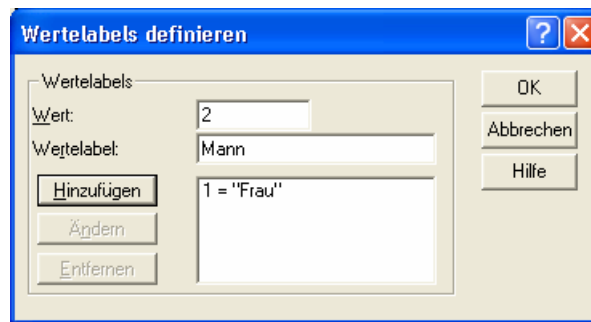 Wertelabels definieren
Wertelabels
Wert: 2
Wertelabel: Mann
Hinzufügen
Ändern
Entfernen
1 = "Frau"
OK
Abbrechen
Hilfe